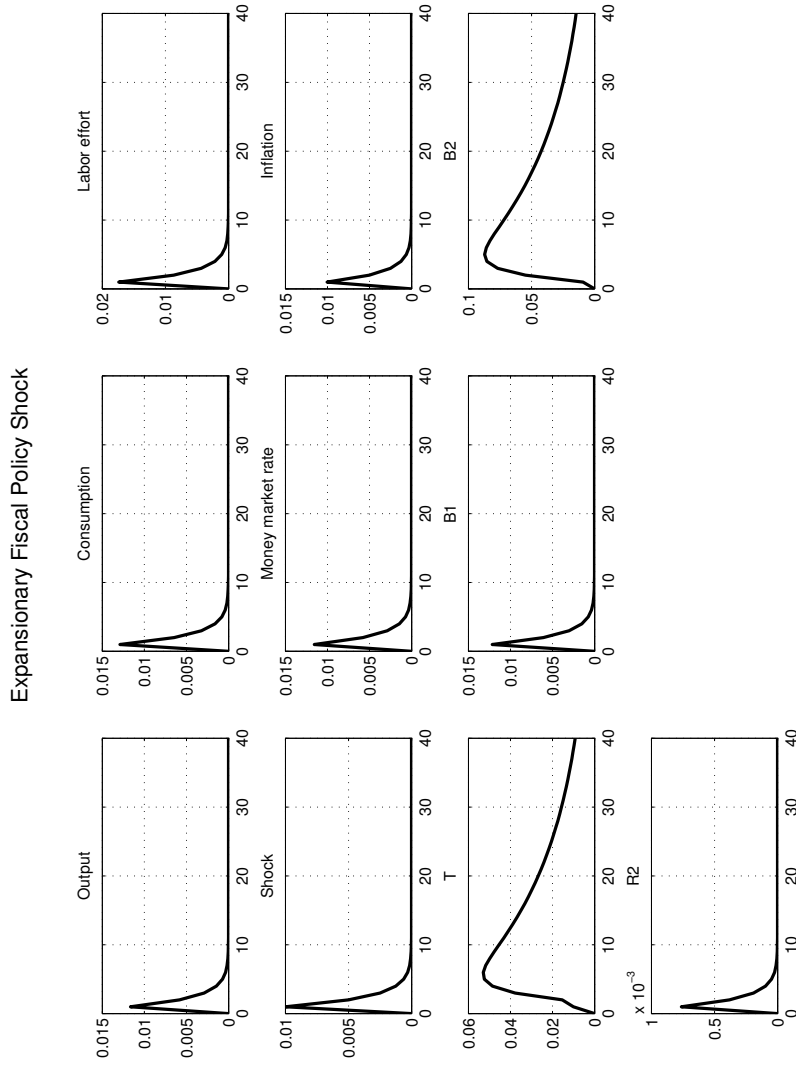 Expansionary Fiscal Policy Shock
Output
0.015
0.01
0.005
0
0 10 20 30 40
Consumption
0.015
0.01
0.005
0
0 10 20 30 40
Labor effort
0.02
0.01
0
0 10 20 30 40
Shock
0.01
0.005
0
0 10 20 30 40
Money market rate
0.015
0.01
0.005
0
0 10 20 30 40
Inflation
0.015
0.01
0.005
0
0 10 20 30 40
T
0.06
0.04
0.02
0
0 10 20 30 40
B1
0.015
0.01
0.005
0
0 10 20 30 40
B2
0.1
0.05
0
0 10 20 30 40
R2
x 10⁻³
1
0.5
0
0 10 20 30 40